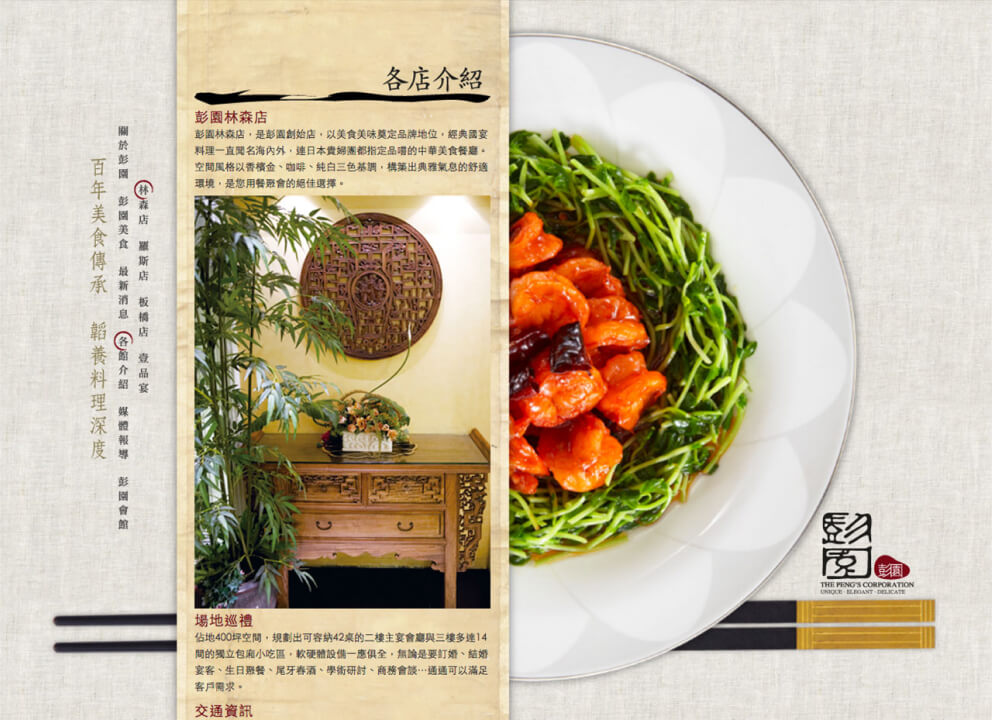 各店介紹
彭園林森店
彭園林森店，是彭園創始店，以美食美味奠定品牌地位，經典國宴
料理一直聞名海內外，連日本貴婦團都指定品嚐的中華美食餐廳。
空間風格以香檳金、咖啡、純白三色基調，構築出典雅氣息的舒適
環境，是您用餐聚會的絕佳選擇。
場地巡禮
佔地400坪空間，規劃出可容納42桌的二樓主宴會廳與三樓多達14
間的獨立包廂小吃區，軟硬體設備一應俱全，無論是要訂婚、結婚
宴客、生日聚餐、尾牙春酒、學術研討、商務會談…通通可以滿足
客戶需求。
交通資訊
林森店 羅斯店 板橋店 壹品宴
關於彭園 彭園美食 最新消息 各館介紹 媒體報導 彭園會館
百年美食傳承 韜養料理深度
彭園
彭園
THE PENG'S CORPORATION
UNIQUE · ELEGANT · DELICATE